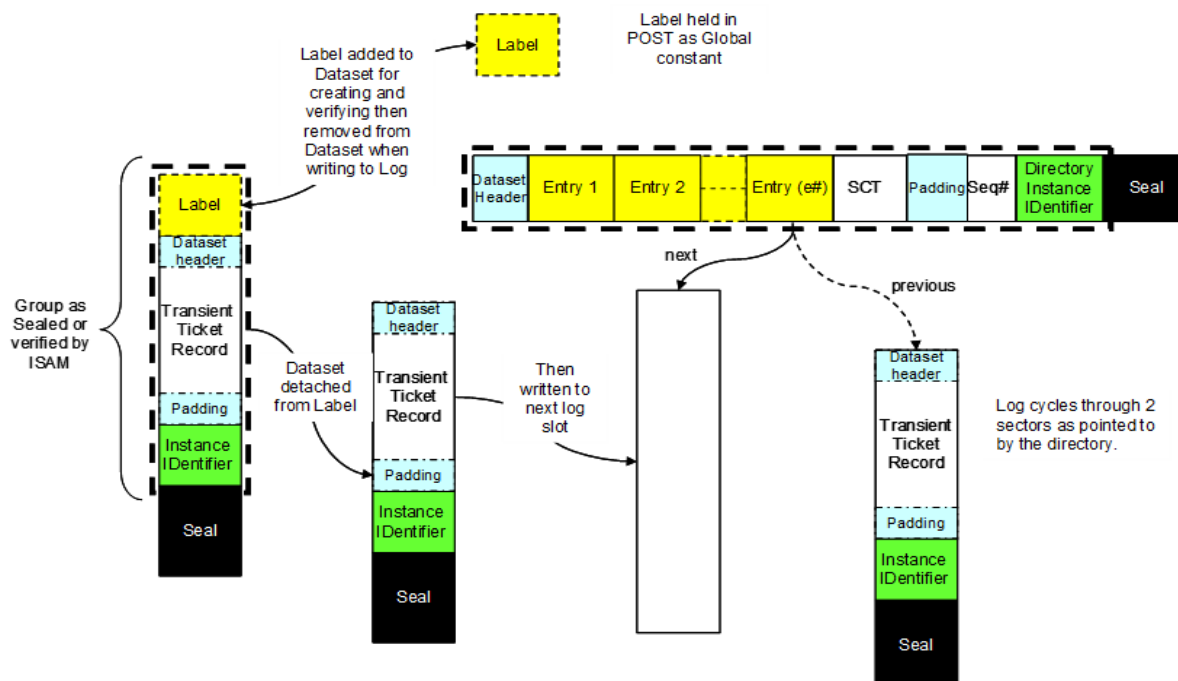 Label
Label held in
POST as Global
constant
Label added to
Dataset for
creating and
verifying then
removed from
Dataset when
writing to Log
Dataset
Header
Entry 1
Entry 2
Entry (e#)
SCT
Padding
Seq#
Directory
Instance
IDentifier
Seal
next
previous
Group as
Sealed or
verified by
ISAM
Label
Dataset
header
Transient
Ticket
Record
Padding
Instance
IDentifier
Seal
Dataset
detached
from Label
Dataset
header
Transient
Ticket
Record
Padding
Instance
IDentifier
Seal
Then
written to
next log
slot
Dataset
header
Transient
Ticket
Record
Padding
Instance
IDentifier
Seal
Log cycles through 2
sectors as pointed to
by the directory.